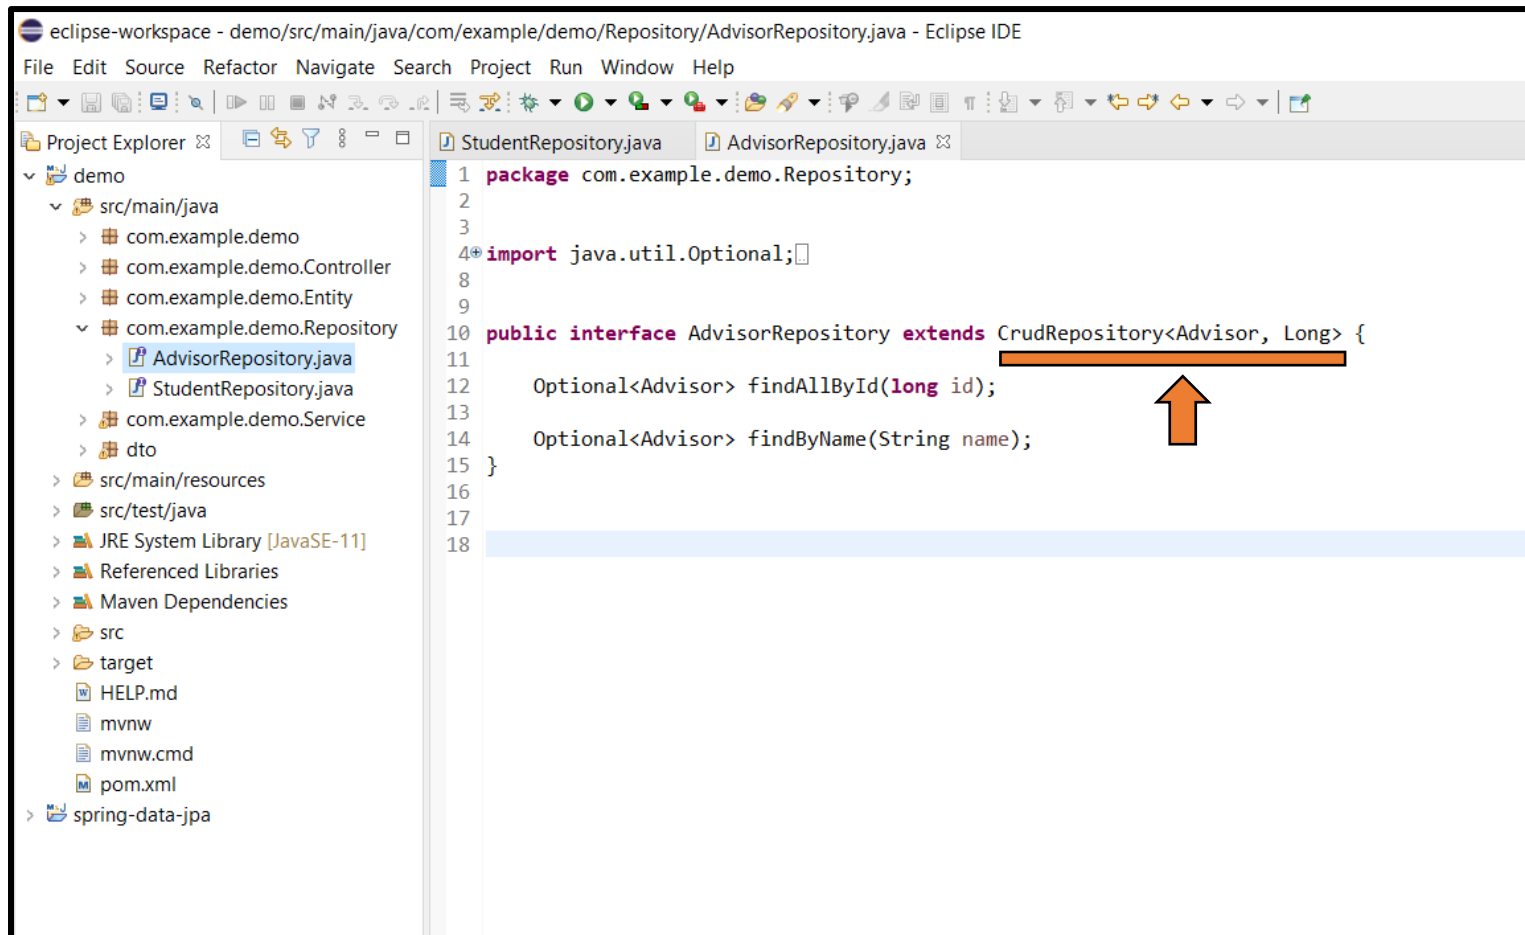 eclipse-workspace - demo/src/main/java/com/example/demo/Repository/AdvisorRepository.java - Eclipse IDE
File Edit Source Refactor Navigate Search Project Run Window Help
Project Explorer
demo
src/main/java
com.example.demo
com.example.demo.Controller
com.example.demo.Entity
com.example.demo.Repository
AdvisorRepository.java
StudentRepository.java
com.example.demo.Service
dto
src/main/resources
src/test/java
JRE System Library [JavaSE-11]
Referenced Libraries
Maven Dependencies
src
target
HELP.md
mvnw
mvnw.cmd
pom.xml
spring-data-jpa
StudentRepository.java AdvisorRepository.java
1 package com.example.demo.Repository;
2
3
4 import java.util.Optional;
8
9
10 public interface AdvisorRepository extends CrudRepository<Advisor, Long> {
11
12 Optional<Advisor> findAllById(long id);
13
14 Optional<Advisor> findByName(String name);
15 }
16
17
18